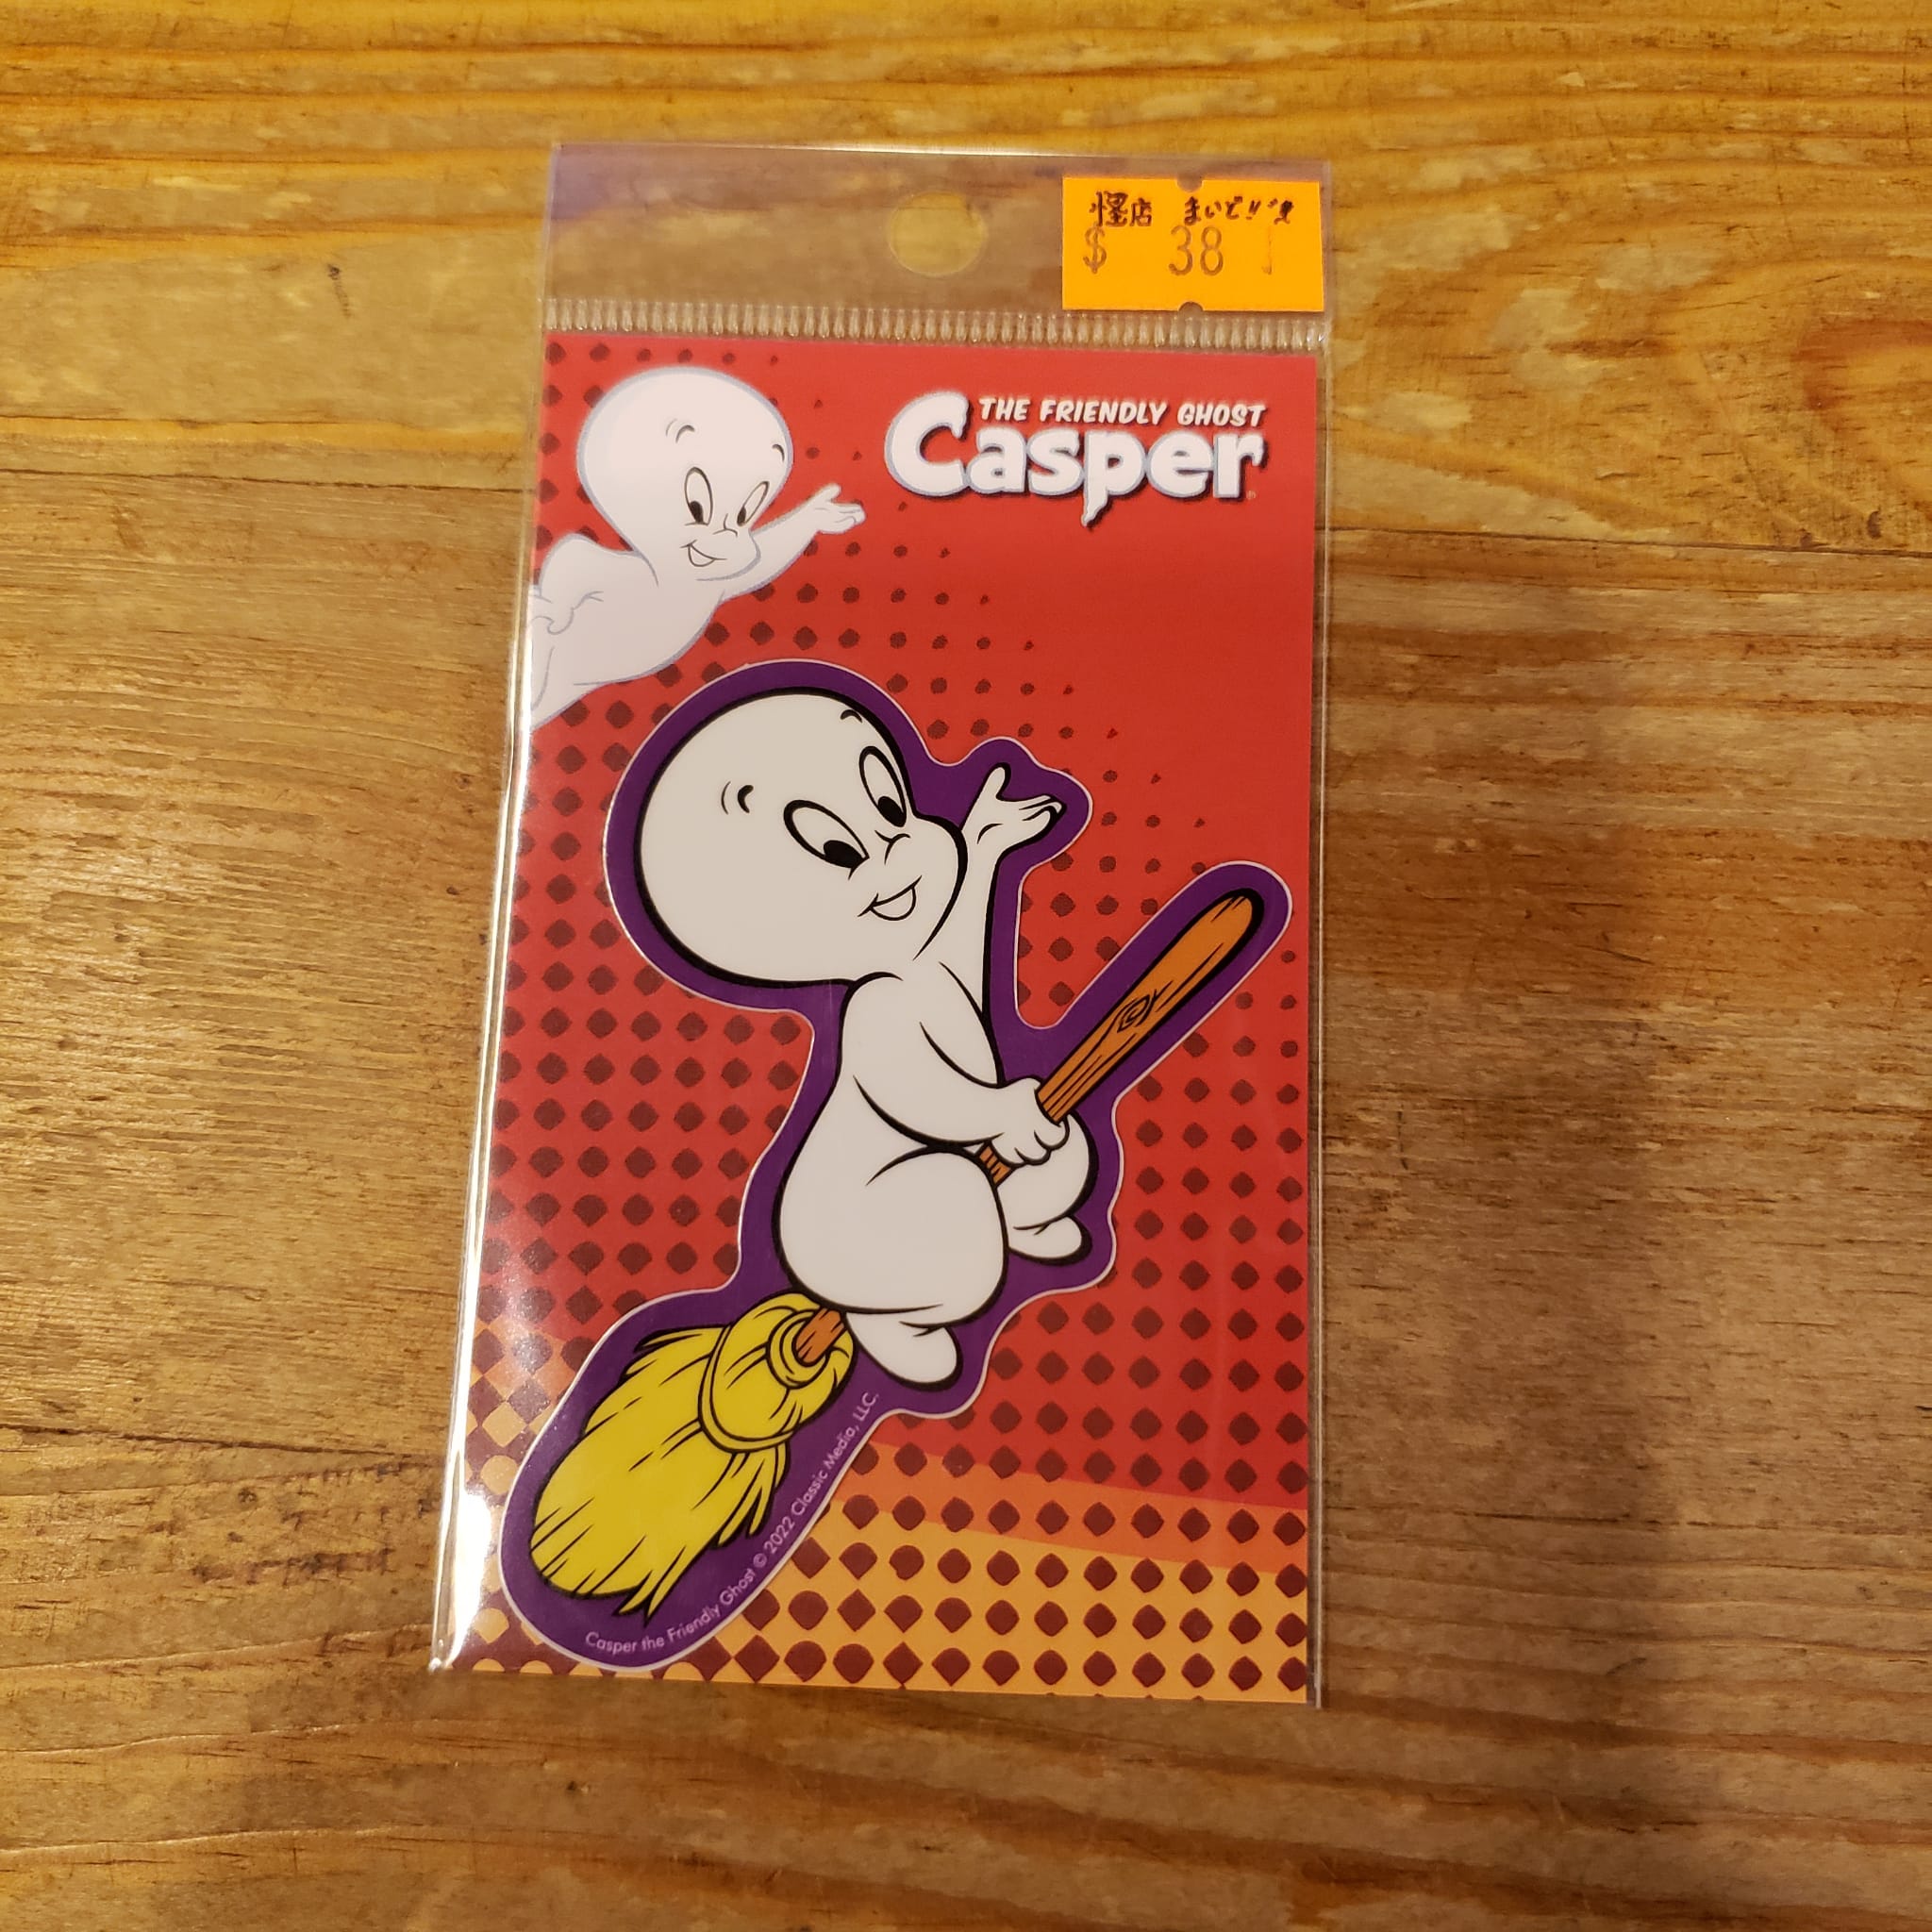 怪店 まいど!!
$ 38
THE FRIENDLY GHOST
Casper
Casper the Friendly Ghost © 2022 Classic Media, LLC.